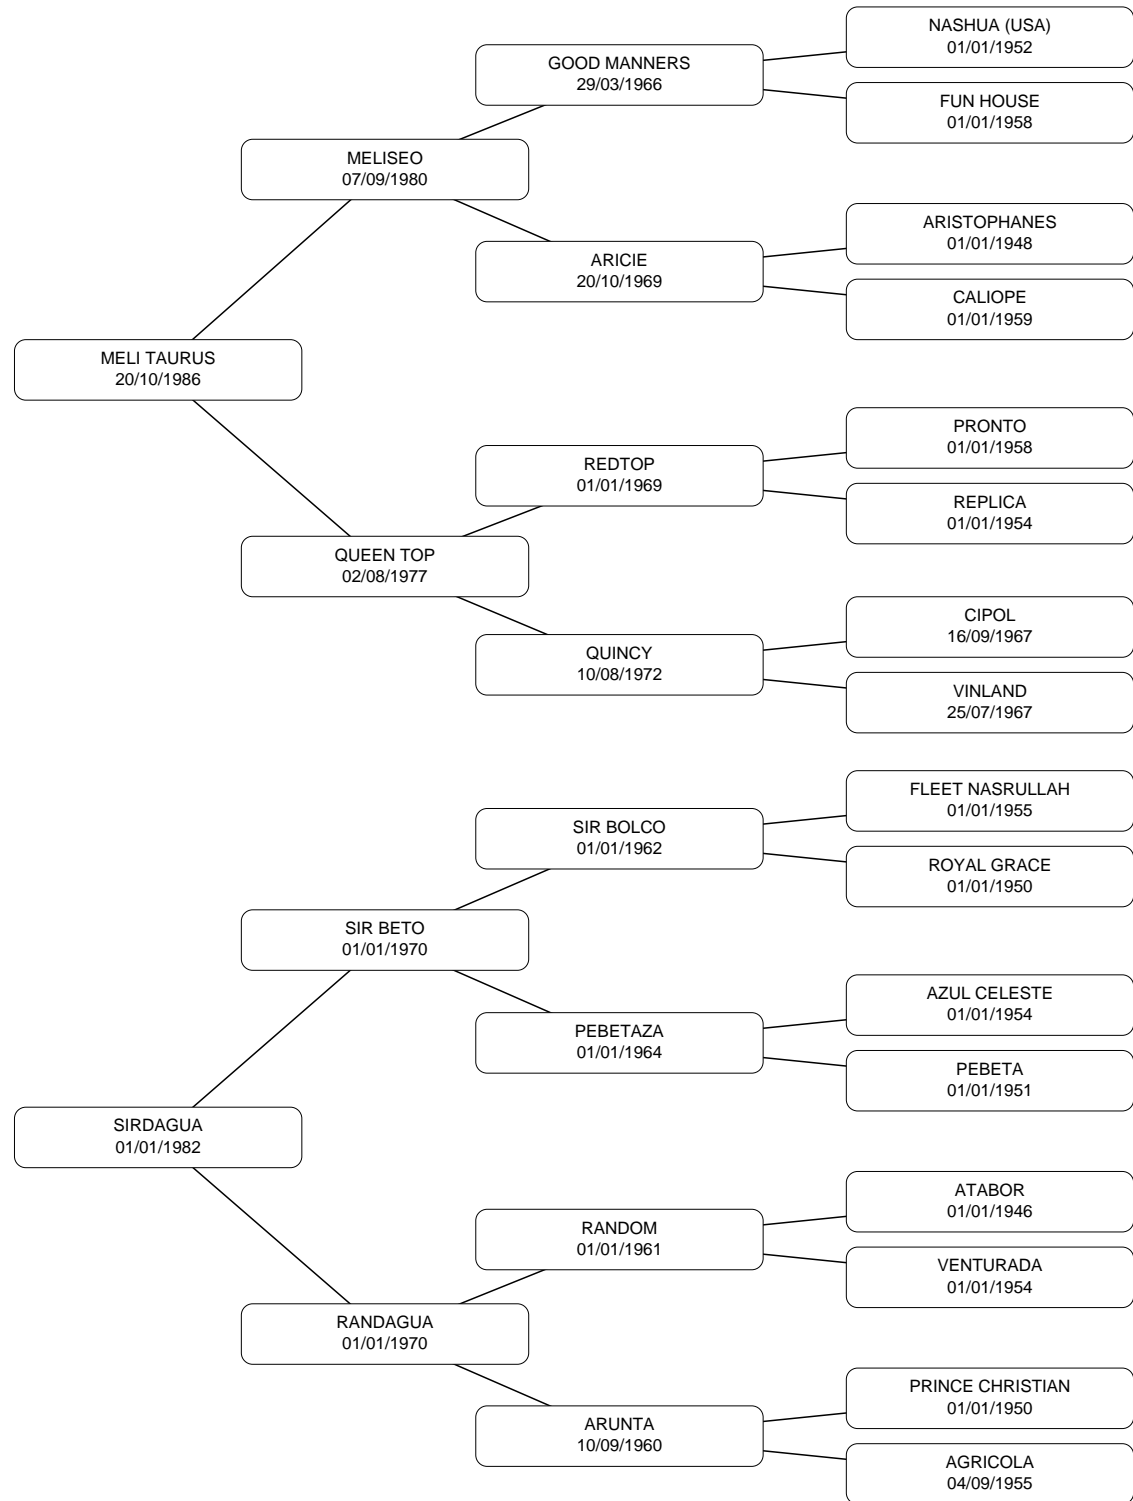 NASHUA (USA)
01/01/1952
GOOD MANNERS
29/03/1966
FUN HOUSE
01/01/1958
MELISEO
07/09/1980
ARISTOPHANES
01/01/1948
ARICIE
20/10/1969
CALIOPE
01/01/1959
MELI TAURUS
20/10/1986
PRONTO
01/01/1958
REDTOP
01/01/1969
REPLICA
01/01/1954
QUEEN TOP
02/08/1977
CIPOL
16/09/1967
QUINCY
10/08/1972
VINLAND
25/07/1967
FLEET NASRULLAH
01/01/1955
SIR BOLCO
01/01/1962
ROYAL GRACE
01/01/1950
SIR BETO
01/01/1970
AZUL CELESTE
01/01/1954
PEBETAZA
01/01/1964
PEBETA
01/01/1951
SIRDAGUA
01/01/1982
ATABOR
01/01/1946
RANDOM
01/01/1961
VENTURADA
01/01/1954
RANDAGUA
01/01/1970
PRINCE CHRISTIAN
01/01/1950
ARUNTA
10/09/1960
AGRICOLA
04/09/1955